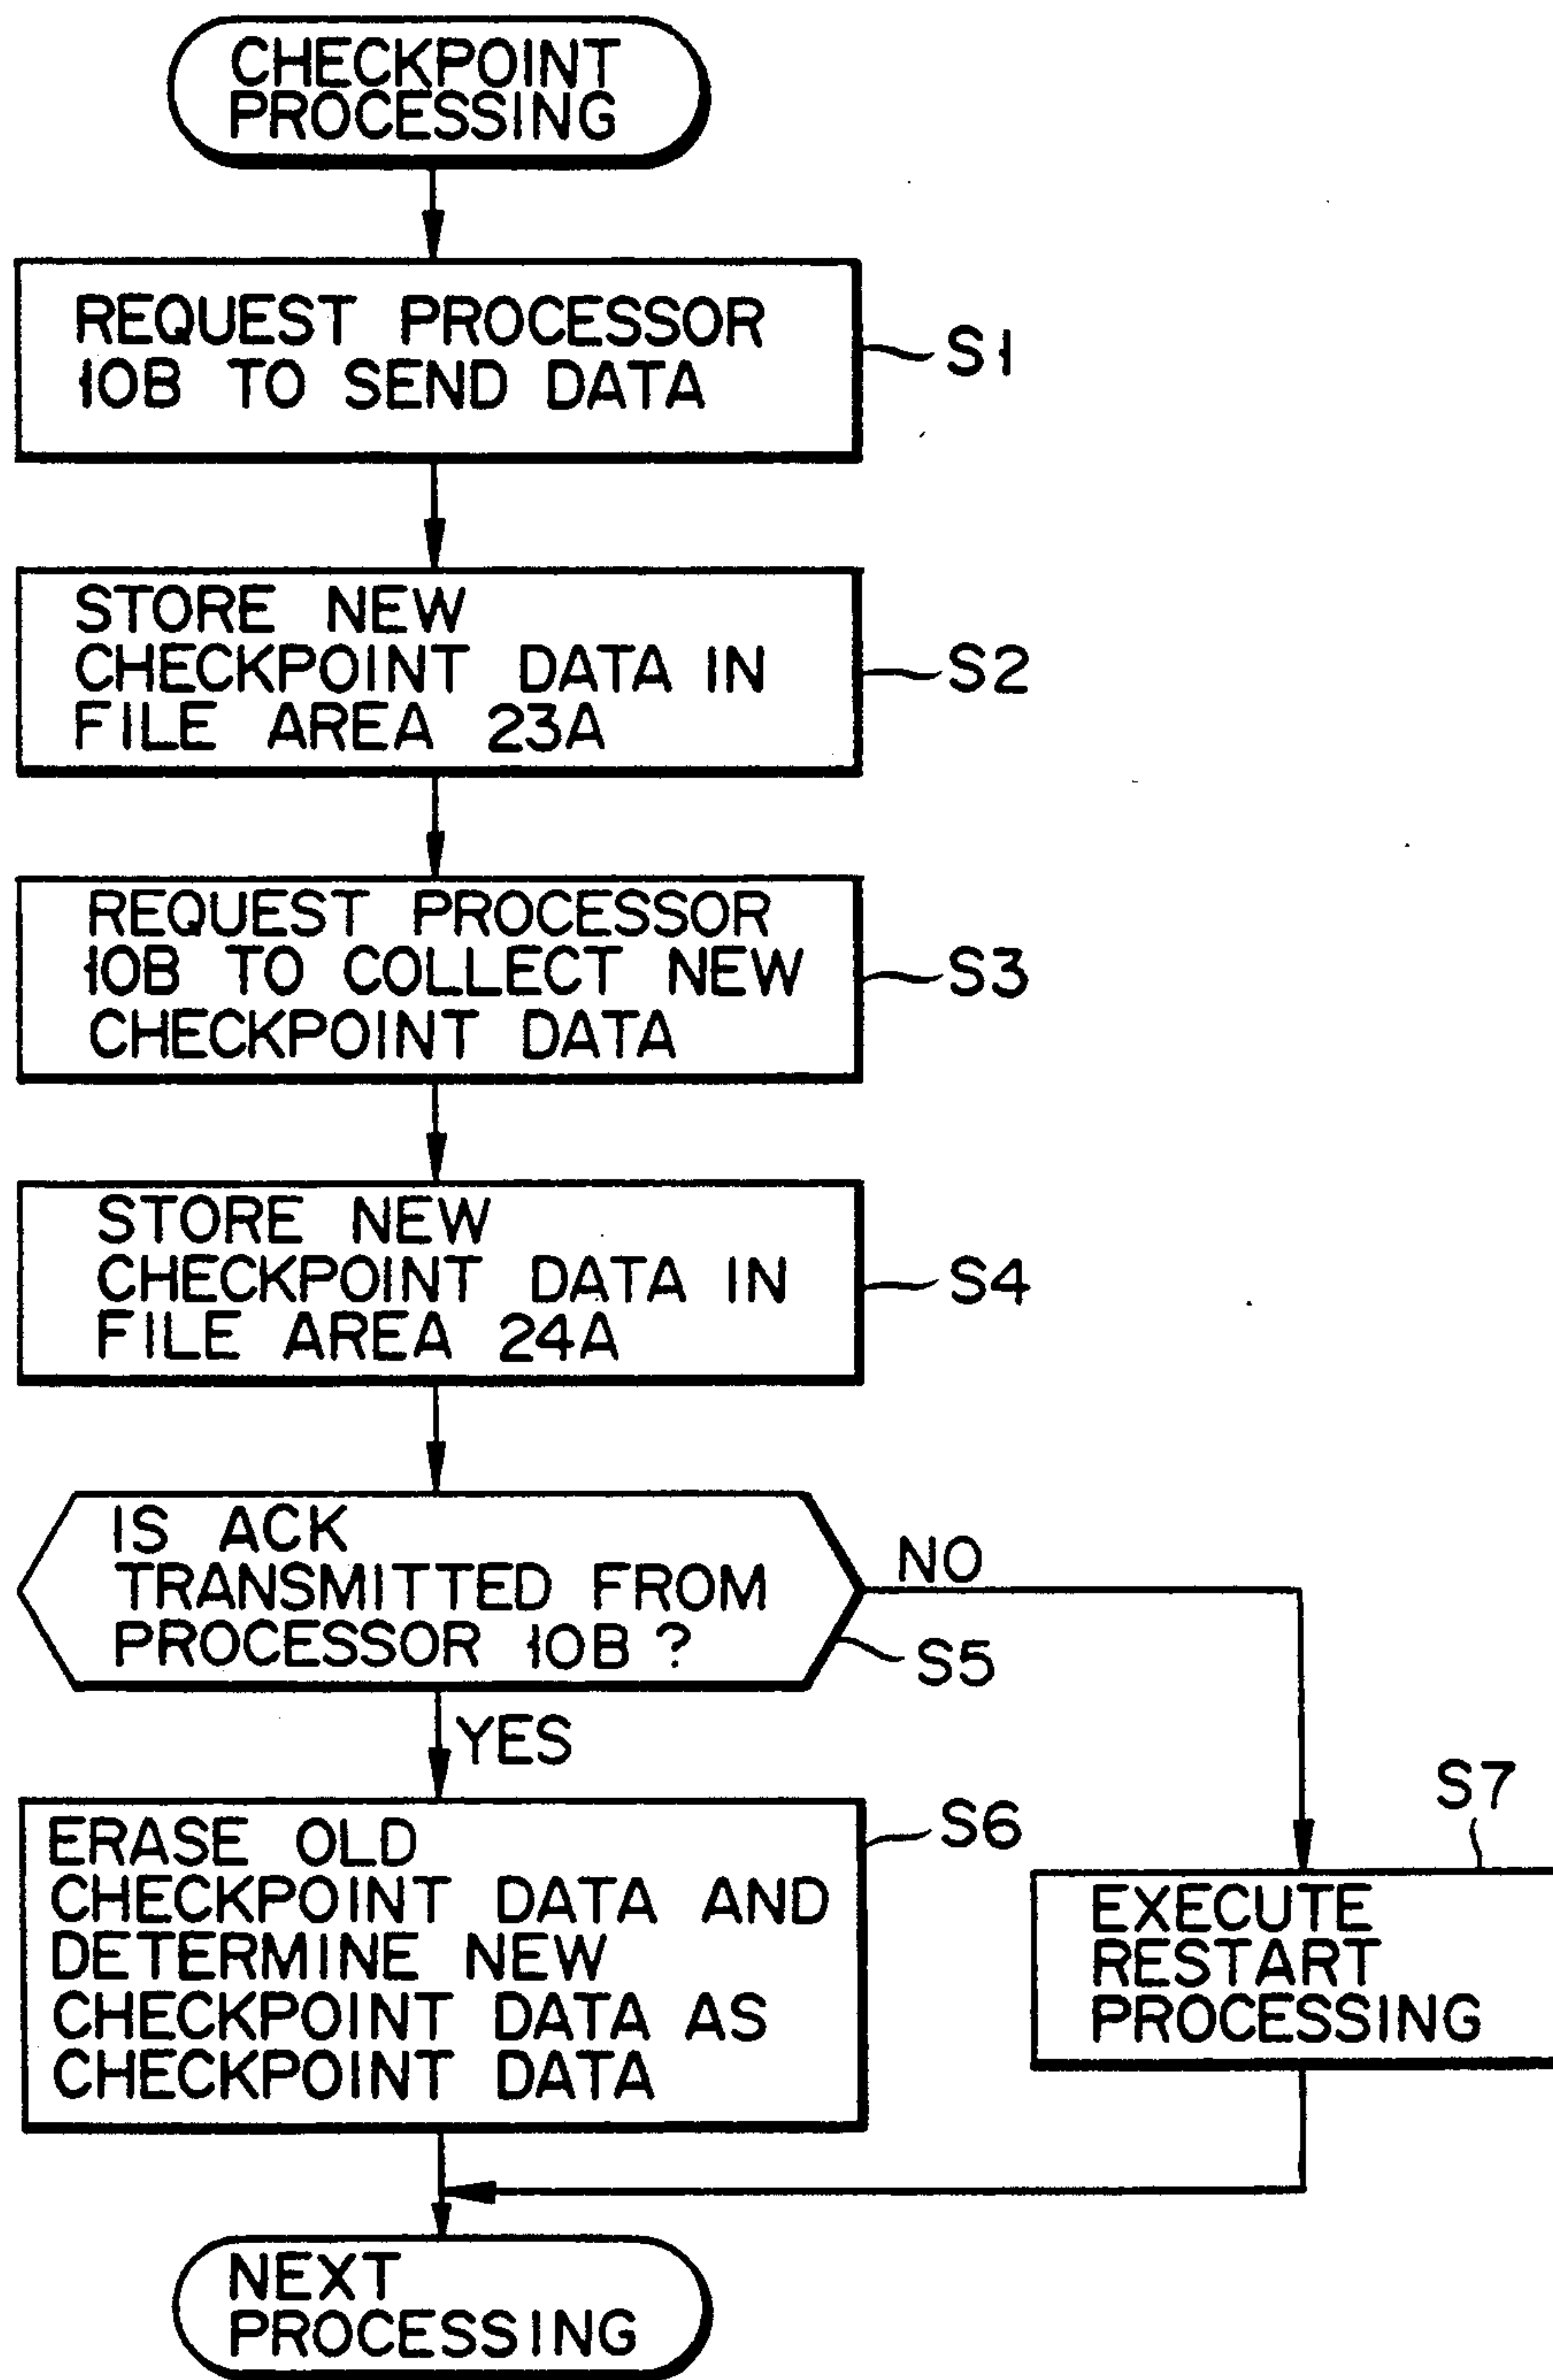 CHECKPOINT
PROCESSING
REQUEST PROCESSOR
10B TO SEND DATA
S1
STORE NEW
CHECKPOINT DATA IN
FILE AREA 23A
S2
REQUEST PROCESSOR
10B TO COLLECT NEW
CHECKPOINT DATA
S3
STORE NEW
CHECKPOINT DATA IN
FILE AREA 24A
S4
IS ACK
TRANSMITTED FROM
PROCESSOR 10B ?
NO
S5
YES
ERASE OLD
CHECKPOINT DATA AND
DETERMINE NEW
CHECKPOINT DATA AS
CHECKPOINT DATA
S6
S7
EXECUTE
RESTART
PROCESSING
NEXT
PROCESSING